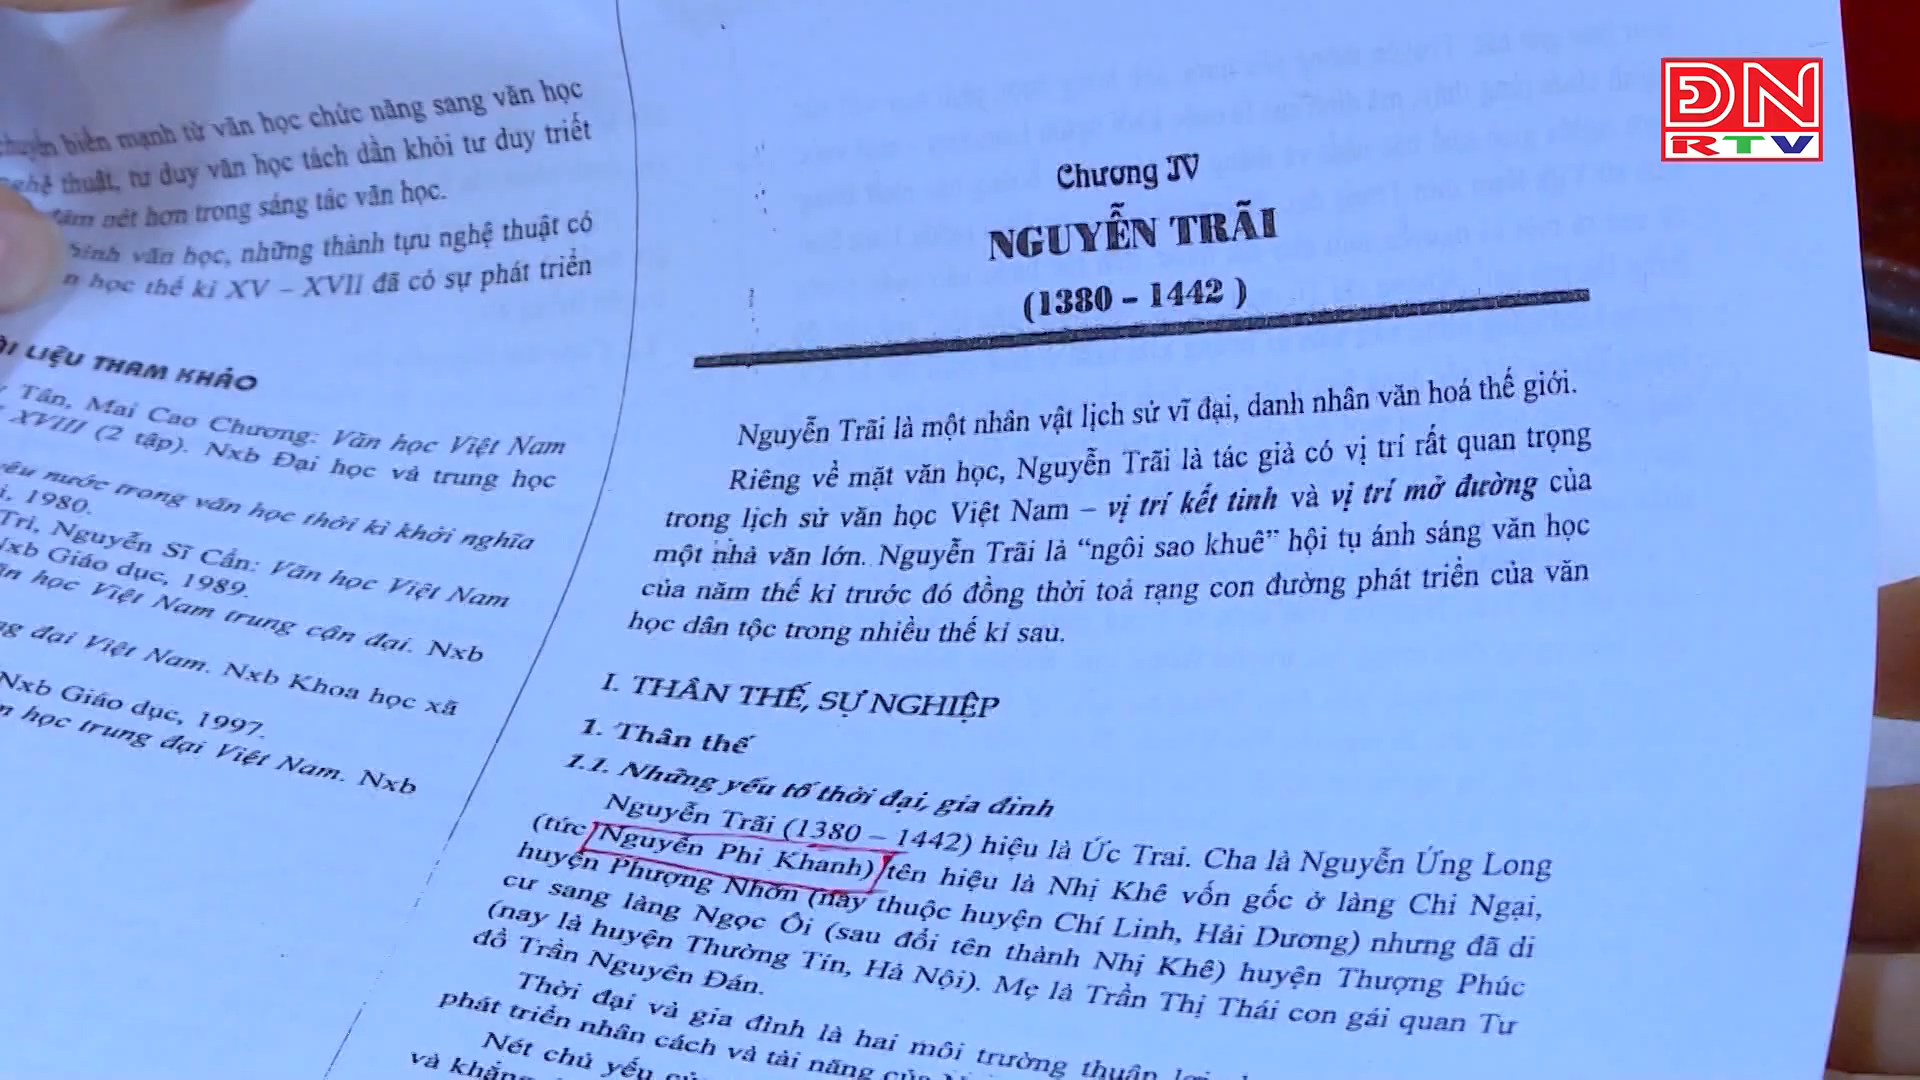 biến mạnh từ văn học chức năng sang văn học
thuật, tư duy văn học tách dần khỏi tư duy triết
đậm nét hơn trong sáng tác văn học.
hình văn học, những thành tựu nghệ thuật có
học thế kỉ XV – XVII đã có sự phát triển
LIỆU THAM KHẢO
Tân, Mai Cao Chương: Văn học Việt Nam
XVIII (2 tập). Nxb Đại học và trung học
yêu nước trong văn học thời kì khởi nghĩa
1980.
Tri, Nguyễn Sĩ Cẩn: Văn học Việt Nam
Nxb Giáo dục, 1989.
học Việt Nam trung cận đại. Nxb
đại Việt Nam. Nxb Khoa học xã
Nxb Giáo dục, 1997.
học trung đại Việt Nam. Nxb
Chương IV
NGUYỄN TRÃI
(1380 – 1442 )
Nguyễn Trãi là một nhân vật lịch sử vĩ đại, danh nhân văn hoá thế giới.
Riêng về mặt văn học, Nguyễn Trãi là tác giả có vị trí rất quan trọng
trong lịch sử văn học Việt Nam – vị trí kết tinh và vị trí mở đường của
một nhà văn lớn. Nguyễn Trãi là “ngôi sao khuê” hội tụ ánh sáng văn học
của năm thế kỉ trước đó đồng thời toả rạng con đường phát triển của văn
học dân tộc trong nhiều thế kỉ sau.
I. THÂN THẾ, SỰ NGHIỆP
1. Thân thế
1.1. Những yếu tố thời đại, gia đình
Nguyễn Trãi (1380 – 1442) hiệu là Ức Trai. Cha là Nguyễn Ứng Long
(tức Nguyễn Phi Khanh) tên hiệu là Nhị Khê vốn gốc ở làng Chi Ngại,
huyện Phượng Nhỡn (nay thuộc huyện Chí Linh, Hải Dương) nhưng đã di
cư sang làng Ngọc Ổi (sau đổi tên thành Nhị Khê) huyện Thượng Phúc
(nay là huyện Thường Tín, Hà Nội). Mẹ là Trần Thị Thái con gái quan Tư
đồ Trần Nguyên Đán.
Thời đại và gia đình là hai môi trường thuận lợi
phát triển nhân cách và tài năng của
Nét chủ yếu
và khẳng
ĐN
RTV